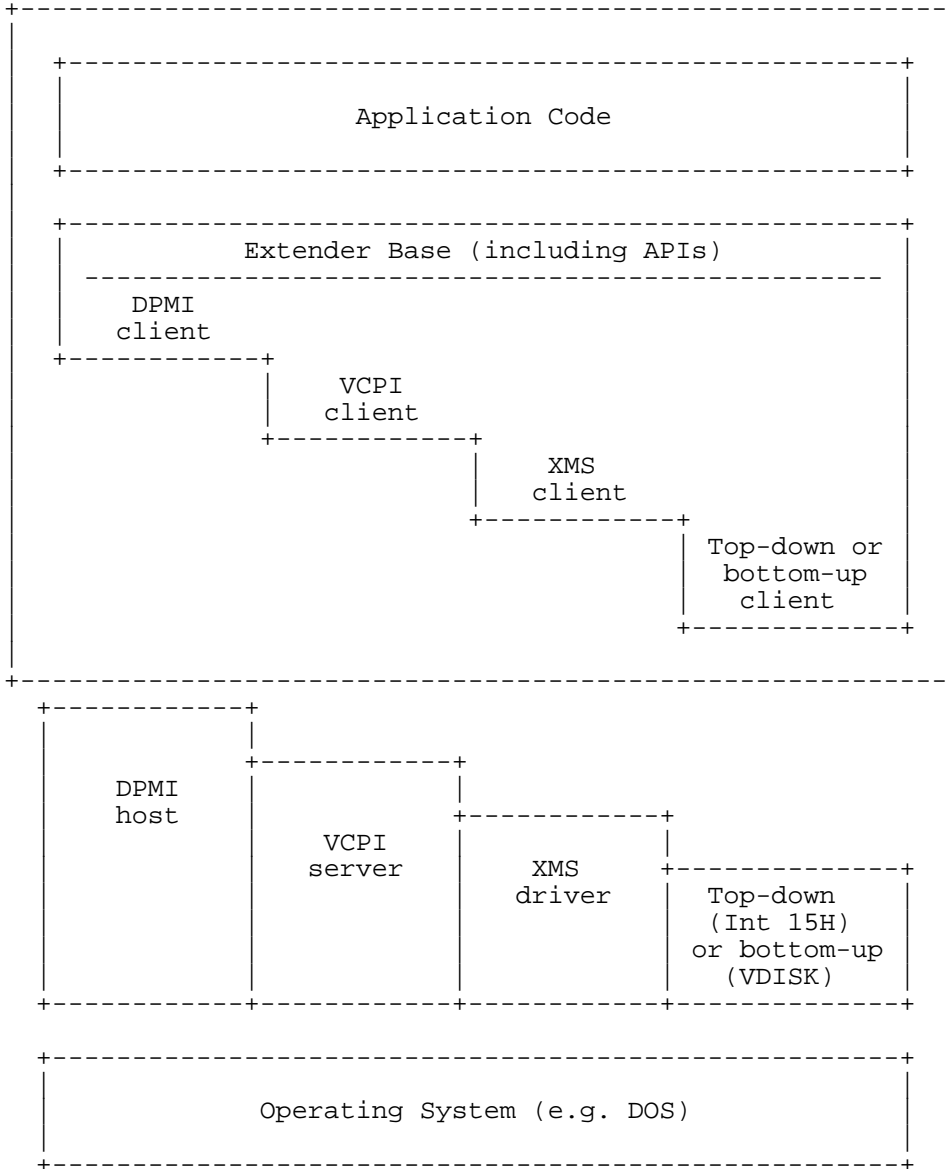 Application Code
Extender Base (including APIs)
DPMI
client
VCPI
client
XMS
client
Top-down or
bottom-up
client
DPMI
host
VCPI
server
XMS
driver
Top-down
(Int 15H)
or bottom-up
(VDISK)
Operating System (e.g. DOS)